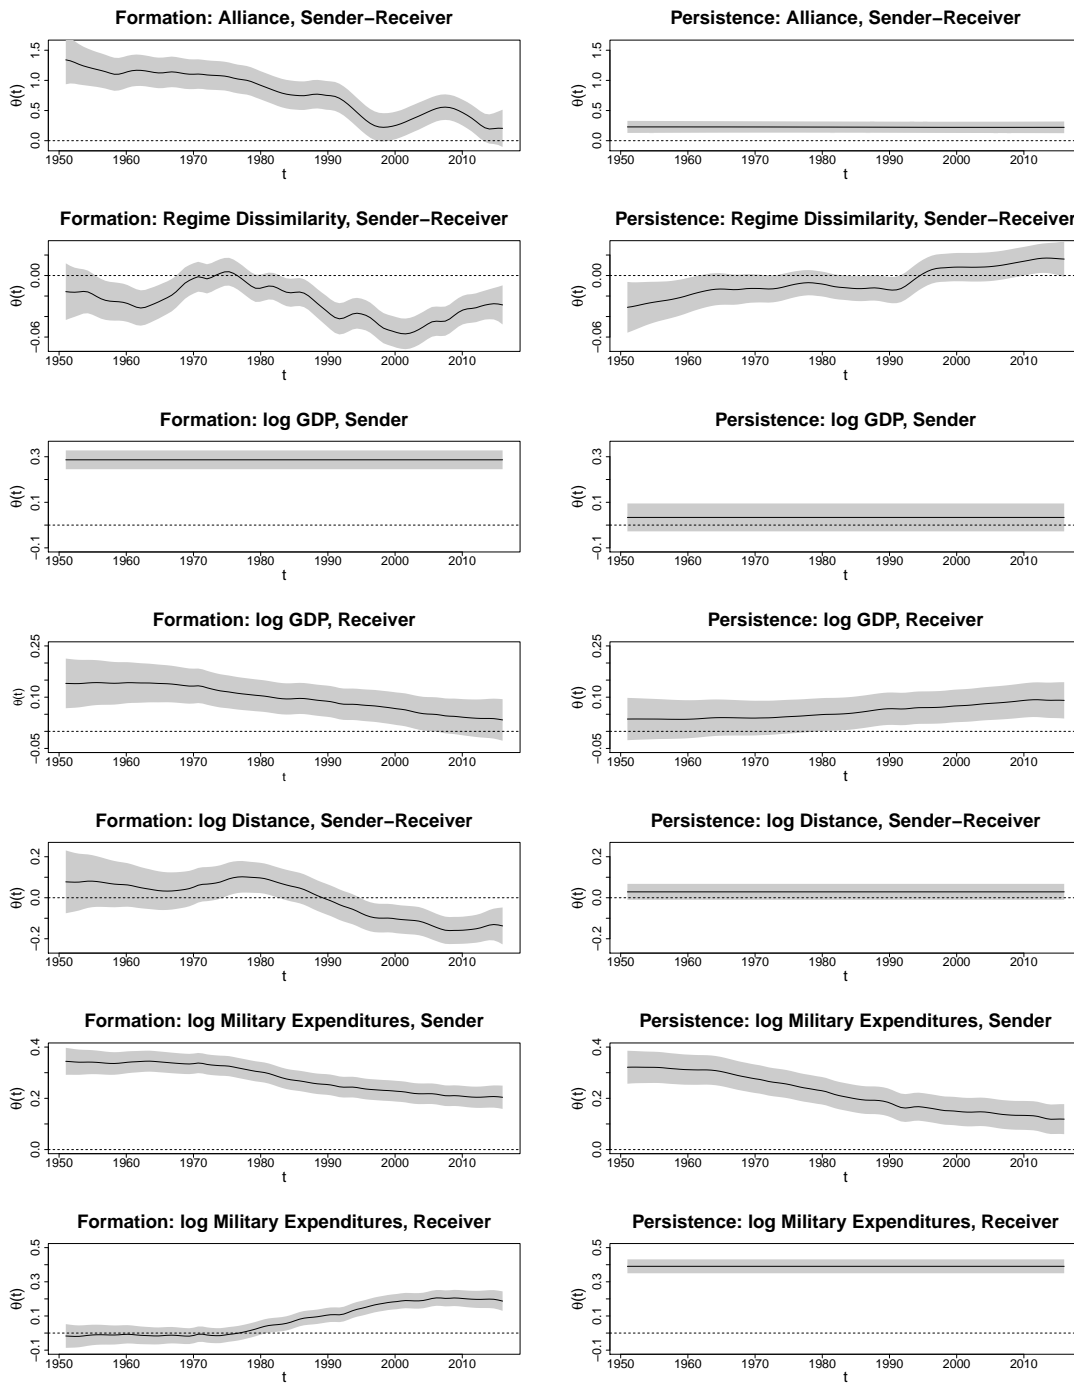 Formation: Alliance, Sender−Receiver
θ(t)
0.0 0.5 1.0 1.5
1950 1960 1970 1980 1990 2000 2010
t
Persistence: Alliance, Sender−Receiver
θ(t)
0.0 0.5 1.0 1.5
1950 1960 1970 1980 1990 2000 2010
t
Formation: Regime Dissimilarity, Sender−Receiver
θ(t)
−0.06 0.00
1950 1960 1970 1980 1990 2000 2010
t
Persistence: Regime Dissimilarity, Sender−Receiver
θ(t)
−0.06 0.00
1950 1960 1970 1980 1990 2000 2010
t
Formation: log GDP, Sender
θ(t)
−0.1 0.1 0.3
1950 1960 1970 1980 1990 2000 2010
t
Persistence: log GDP, Sender
θ(t)
−0.1 0.1 0.3
1950 1960 1970 1980 1990 2000 2010
t
Formation: log GDP, Receiver
θ(t)
−0.05 0.10 0.25
1950 1960 1970 1980 1990 2000 2010
t
Persistence: log GDP, Receiver
θ(t)
−0.05 0.10 0.25
1950 1960 1970 1980 1990 2000 2010
t
Formation: log Distance, Sender−Receiver
θ(t)
−0.2 0.0 0.2
1950 1960 1970 1980 1990 2000 2010
t
Persistence: log Distance, Sender−Receiver
θ(t)
−0.2 0.0 0.2
1950 1960 1970 1980 1990 2000 2010
t
Formation: log Military Expenditures, Sender
θ(t)
0.0 0.2 0.4
1950 1960 1970 1980 1990 2000 2010
t
Persistence: log Military Expenditures, Sender
θ(t)
0.0 0.2 0.4
1950 1960 1970 1980 1990 2000 2010
t
Formation: log Military Expenditures, Receiver
θ(t)
−0.1 0.1 0.3 0.5
1950 1960 1970 1980 1990 2000 2010
t
Persistence: log Military Expenditures, Receiver
θ(t)
−0.1 0.1 0.3 0.5
1950 1960 1970 1980 1990 2000 2010
t